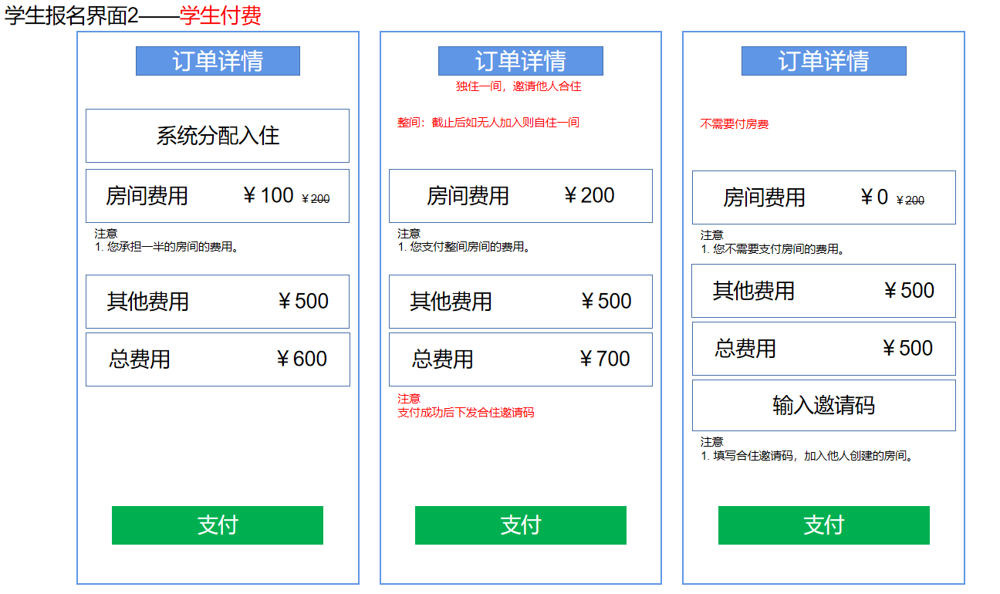 学生报名界面2——学生付费
订单详情
系统分配入住
房间费用 ￥100 ￥200
注意
1. 您承担一半的房间的费用。
其他费用 ￥500
总费用 ￥600
支付
订单详情
独住一间，邀请他人合住
整间：截止后如无人加入则自住一间
房间费用 ￥200
注意
1. 您支付整间房间的费用。
其他费用 ￥500
总费用 ￥700
注意
支付成功后下发合住邀请码
支付
订单详情
不需要付房费
房间费用 ￥0 ￥200
注意
1. 您不需要支付房间的费用。
其他费用 ￥500
总费用 ￥500
输入邀请码
注意
1. 填写合住邀请码，加入他人创建的房间。
支付